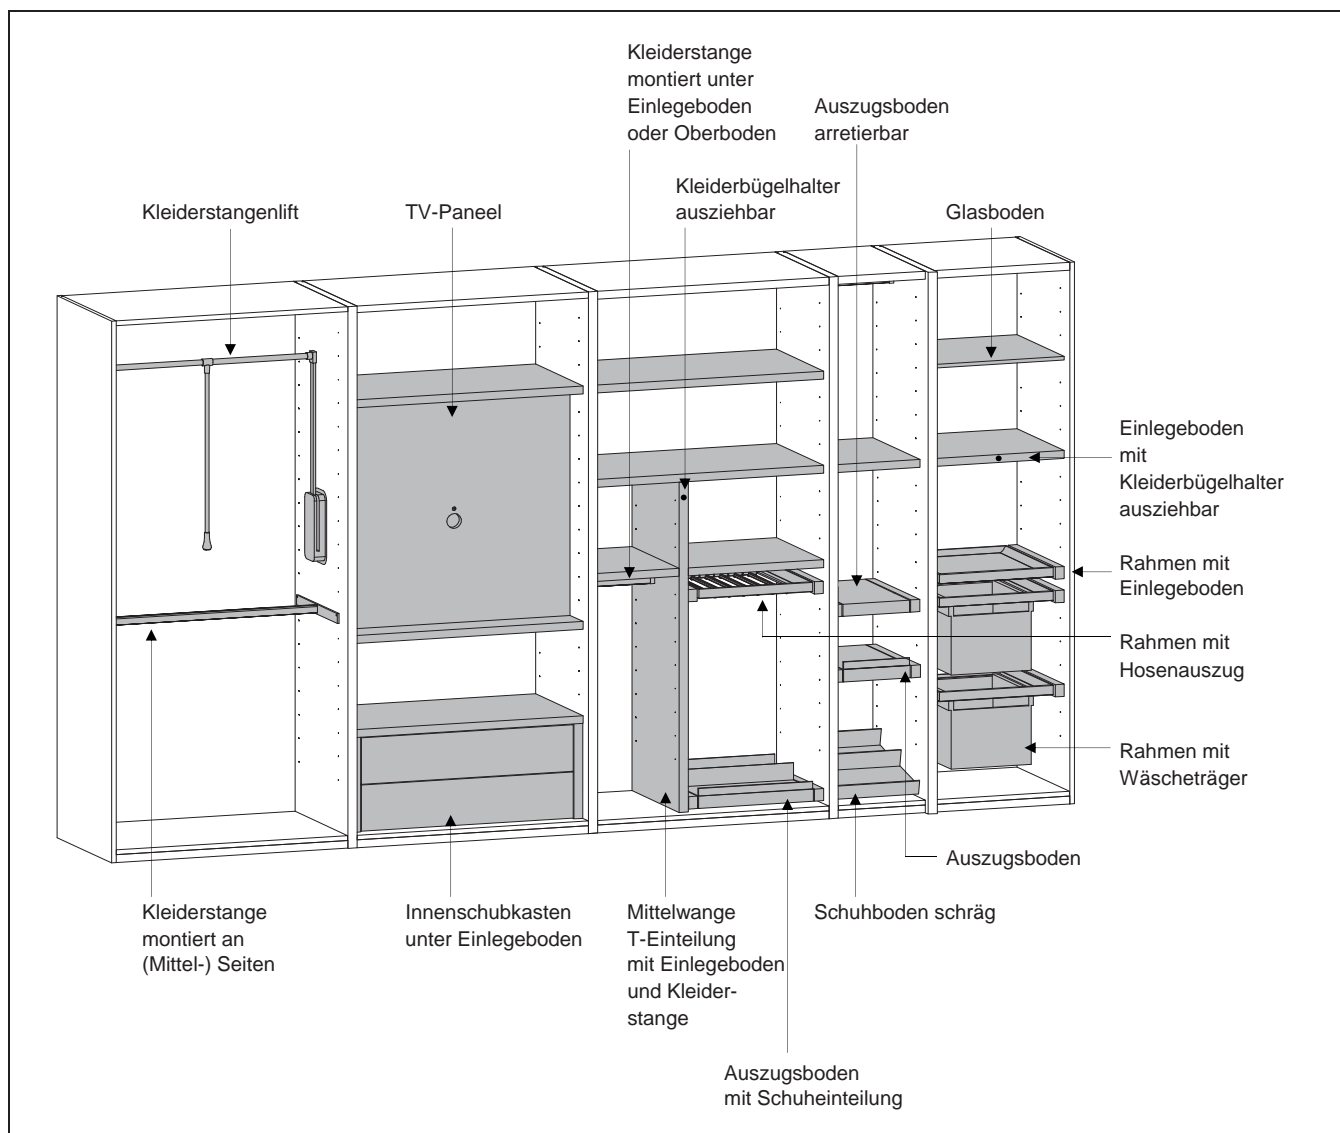 Kleiderstange
montiert unter
Einlegeboden
oder Oberboden
Auszugsboden
arretierbar
Kleiderbügelhalter
ausziehbar
Kleiderstangenlift
TV-Paneel
Glasboden
Einlegeboden
mit
Kleiderbügelhalter
ausziehbar
Rahmen mit
Einlegeboden
Rahmen mit
Hosenauszug
Rahmen mit
Wäscheträger
Auszugsboden
Kleiderstange
montiert an
(Mittel-) Seiten
Innenschubkasten
unter Einlegeboden
Mittelwange
T-Einteilung
mit Einlegeboden
und Kleider-
stange
Schuhboden schräg
Auszugsboden
mit Schuheinteilung